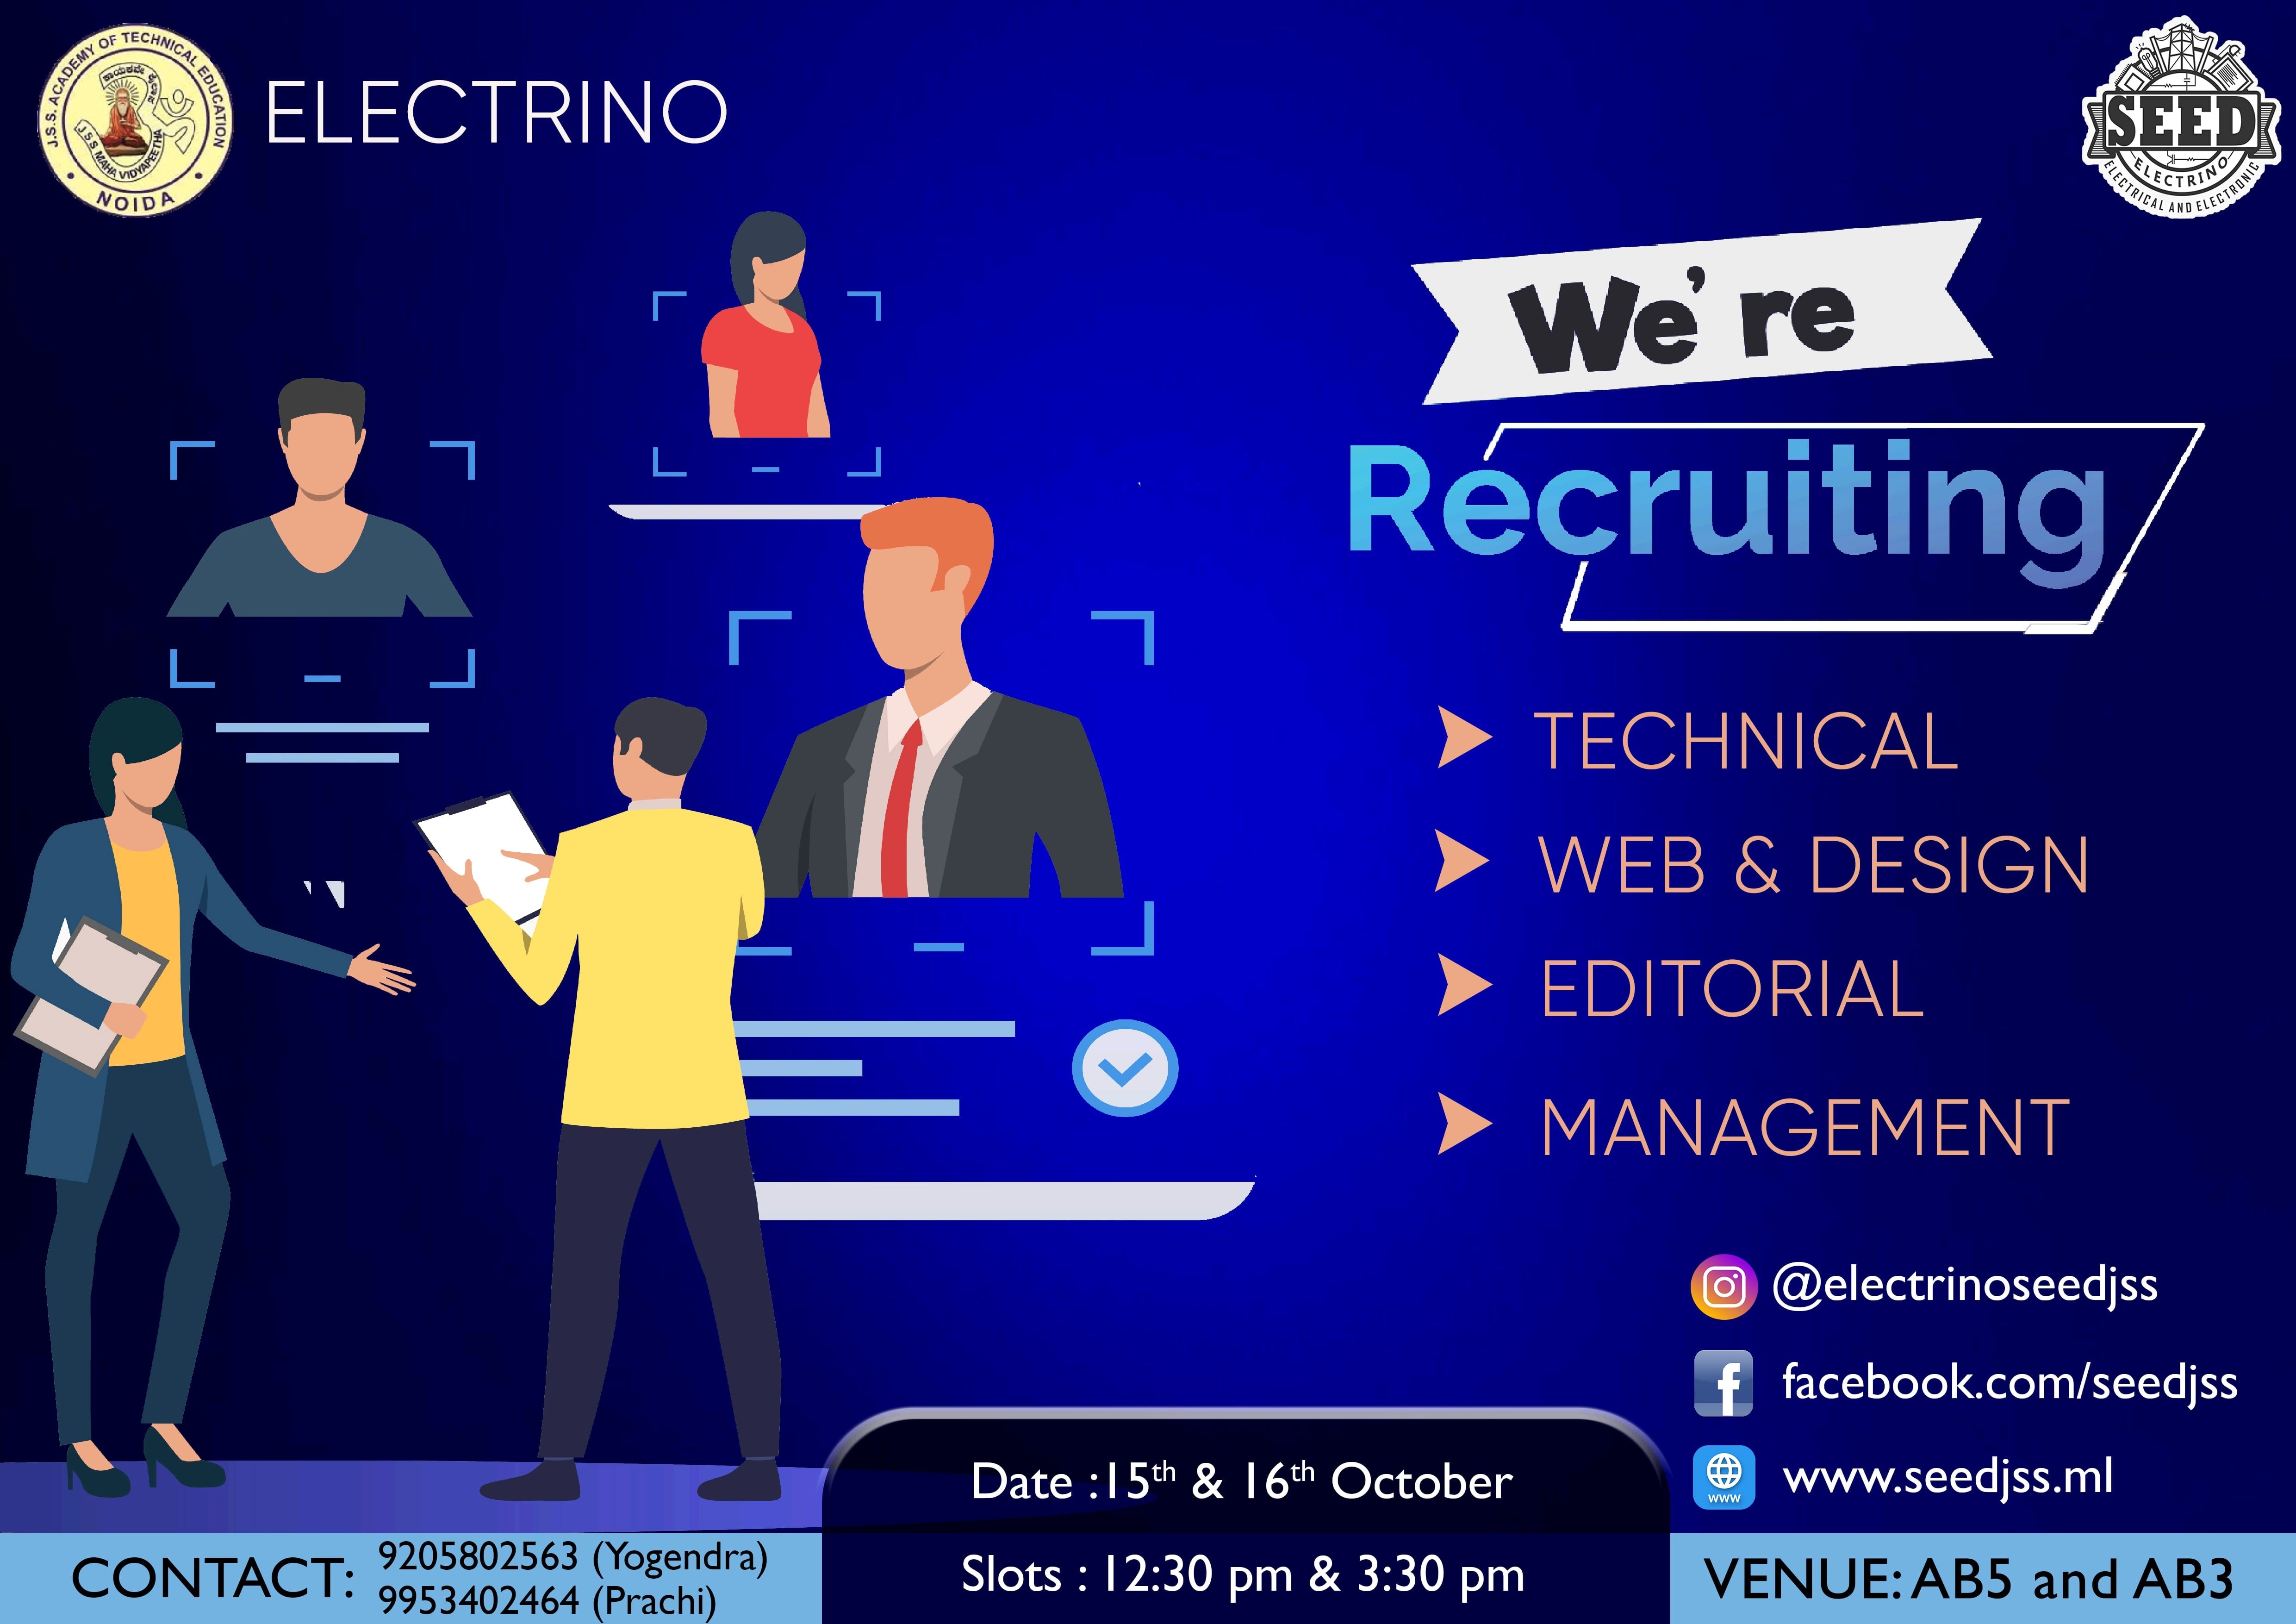 J.S.S. ACADEMY OF TECHNICAL EDUCATION
ಕಾಯಕವೇ
JSS MAHA VIDYAPEETHA
• NOIDA •
ELECTRINO
SEED
ELECTRINO
ELECTRICAL AND ELECTRONIC
We're
Recruiting
TECHNICAL
WEB & DESIGN
EDITORIAL
MANAGEMENT
@electrinoseedjss
facebook.com/seedjss
www
www.seedjss.ml
Date :15th & 16th October
Slots : 12:30 pm & 3:30 pm
CONTACT: 9205802563 (Yogendra)
9953402464 (Prachi)
VENUE: AB5 and AB3